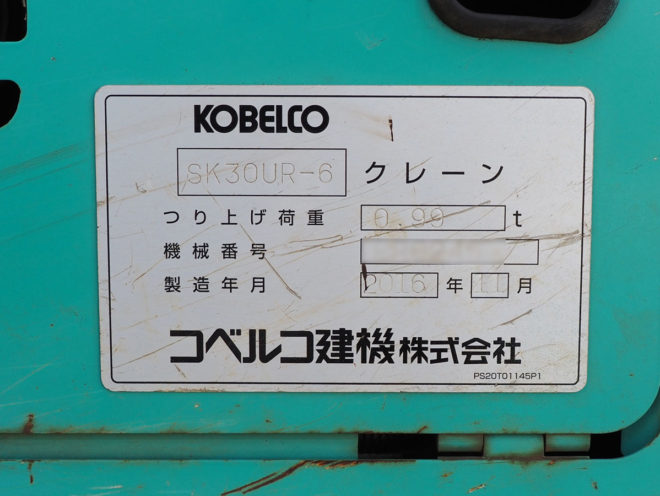 KOBELCO
SK30UR-6 クレーン
つり上げ荷重 0.99 t
機械番号
製造年月 2016 年 11 月
コベルコ建機株式会社
PS20T01145P1